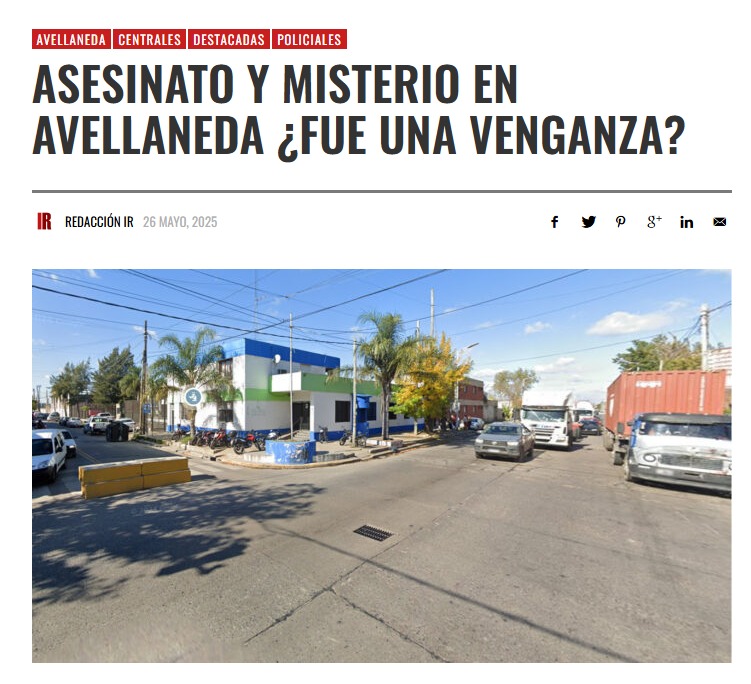 AVELLANEDA CENTRALES DESTACADAS POLICIALES
ASESINATO Y MISTERIO EN
AVELLANEDA ¿FUE UNA VENGANZA?
IR REDACCIÓN IR 26 MAYO, 2025